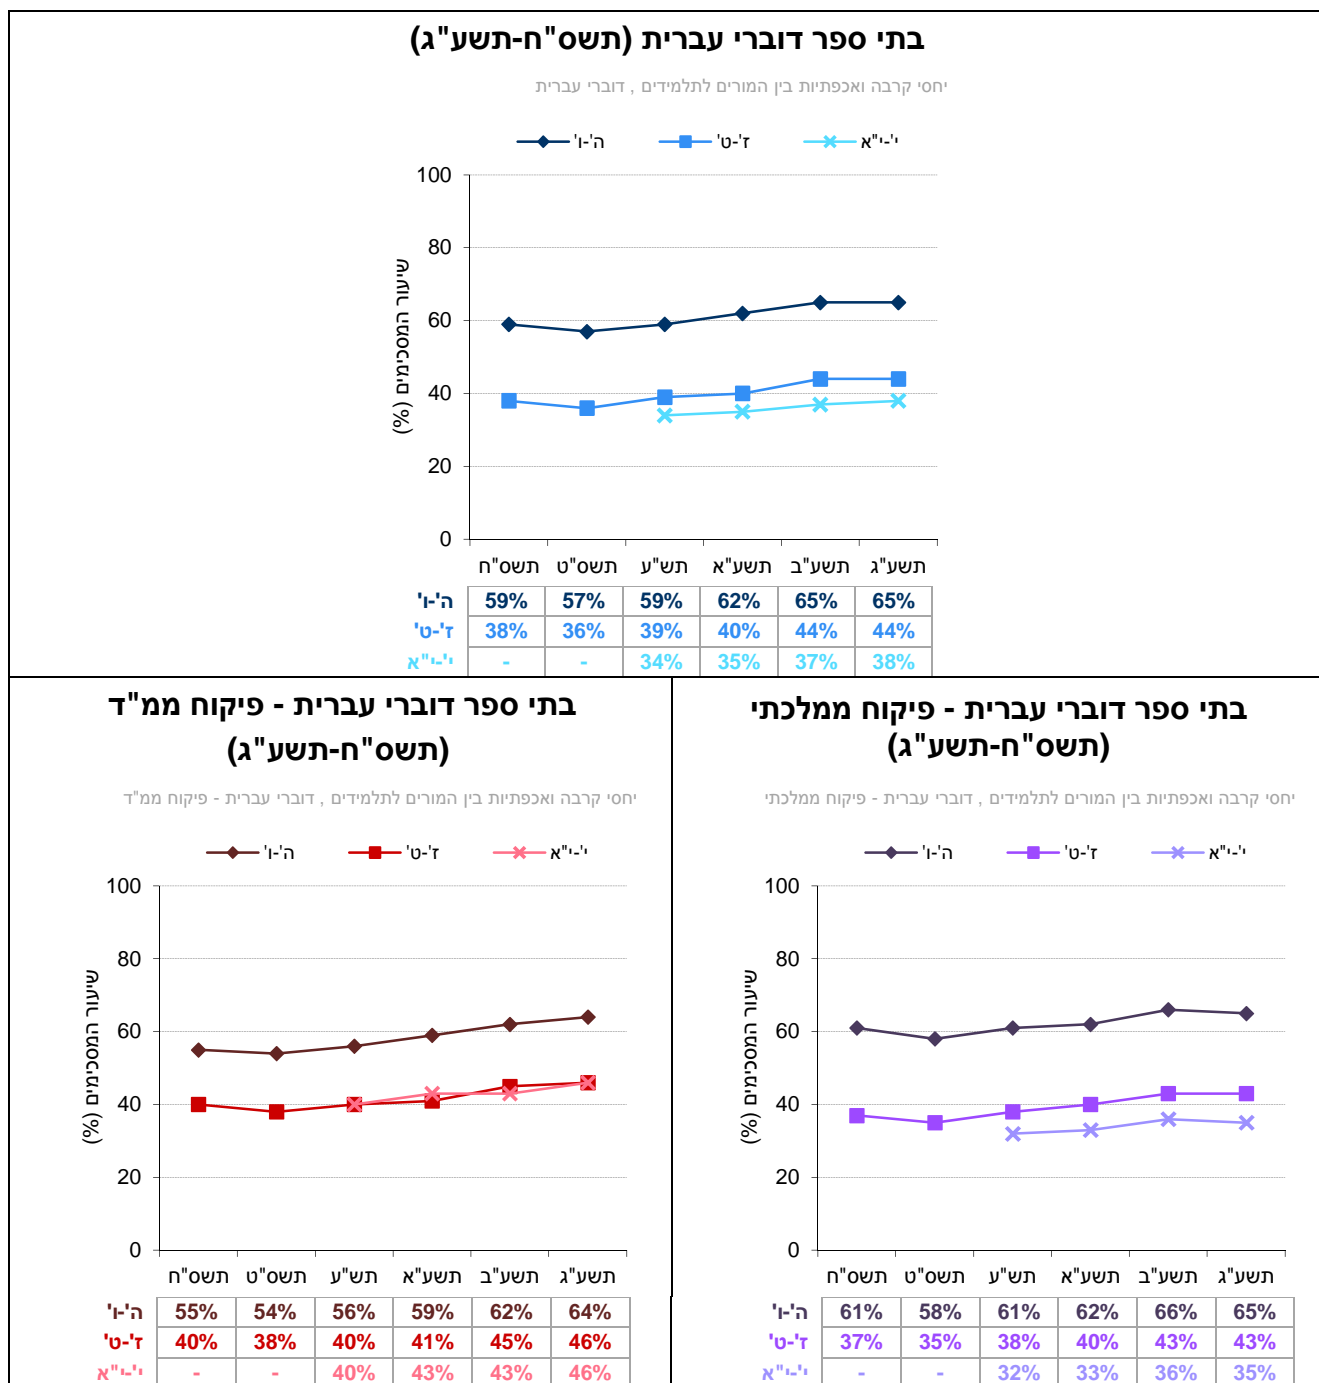 בתי ספר דוברי עברית (תשס"ח-תשע"ג)
יחסי קרבה ואכפתיות בין המורים לתלמידים , דוברי עברית
ה'-ו' ז'-ט' י'-י"א
שיעור המסכימים (%)
100
80
60
40
20
0
תשס"ח תשס"ט תש"ע תשע"א תשע"ב תשע"ג
ה'-ו' 59% 57% 59% 62% 65% 65%
ז'-ט' 38% 36% 39% 40% 44% 44%
י'-י"א - - 34% 35% 37% 38%
בתי ספר דוברי עברית - פיקוח ממלכתי
(תשס"ח-תשע"ג)
יחסי קרבה ואכפתיות בין המורים לתלמידים , דוברי עברית - פיקוח ממלכתי
ה'-ו' ז'-ט' י'-י"א
שיעור המסכימים (%)
100
80
60
40
20
0
תשס"ח תשס"ט תש"ע תשע"א תשע"ב תשע"ג
ה'-ו' 61% 58% 61% 62% 66% 65%
ז'-ט' 37% 35% 38% 40% 43% 43%
י'-י"א - - 32% 33% 36% 35%
בתי ספר דוברי עברית - פיקוח ממ"ד
(תשס"ח-תשע"ג)
יחסי קרבה ואכפתיות בין המורים לתלמידים , דוברי עברית - פיקוח ממ"ד
ה'-ו' ז'-ט' י'-י"א
שיעור המסכימים (%)
100
80
60
40
20
0
תשס"ח תשס"ט תש"ע תשע"א תשע"ב תשע"ג
ה'-ו' 55% 54% 56% 59% 62% 64%
ז'-ט' 40% 38% 40% 41% 45% 46%
י'-י"א - - 40% 43% 43% 46%